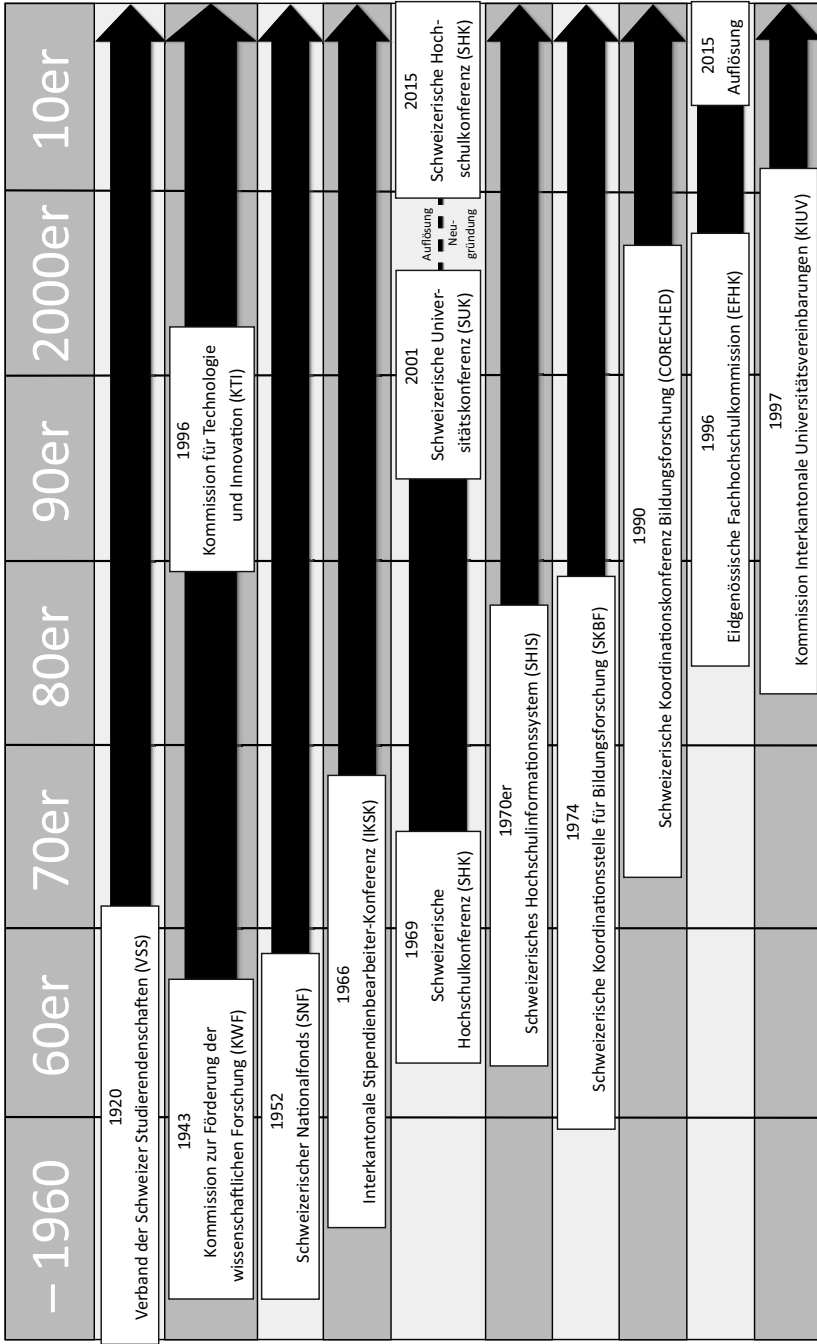 – 1960
60er
70er
80er
90er
2000er
10er
1920
Verband der Schweizer Studierendenschaften (VSS)
1943
Kommission zur Förderung der
wissenschaftlichen Forschung (KWF)
1996
Kommission für Technologie
und Innovation (KTI)
1952
Schweizerischer Nationalfonds (SNF)
1966
Interkantonale Stipendienbearbeiter-Konferenz (IKSK)
1969
Schweizerische
Hochschulkonferenz (SHK)
2001
Schweizerische Univer-
sitätskonferenz (SUK)
Auflösung
Neu-
gründung
2015
Schweizerische Hoch-
schulkonferenz (SHK)
1970er
Schweizerisches Hochschulinformationssystem (SHIS)
1974
Schweizerische Koordinationsstelle für Bildungsforschung (SKBF)
1990
Schweizerische Koordinationskonferenz Bildungsforschung (CORECHED)
1996
Eidgenössische Fachhochschulkommission (EFHK)
2015
Auflösung
1997
Kommission Interkantonale Universitätsvereinbarungen (KIUV)